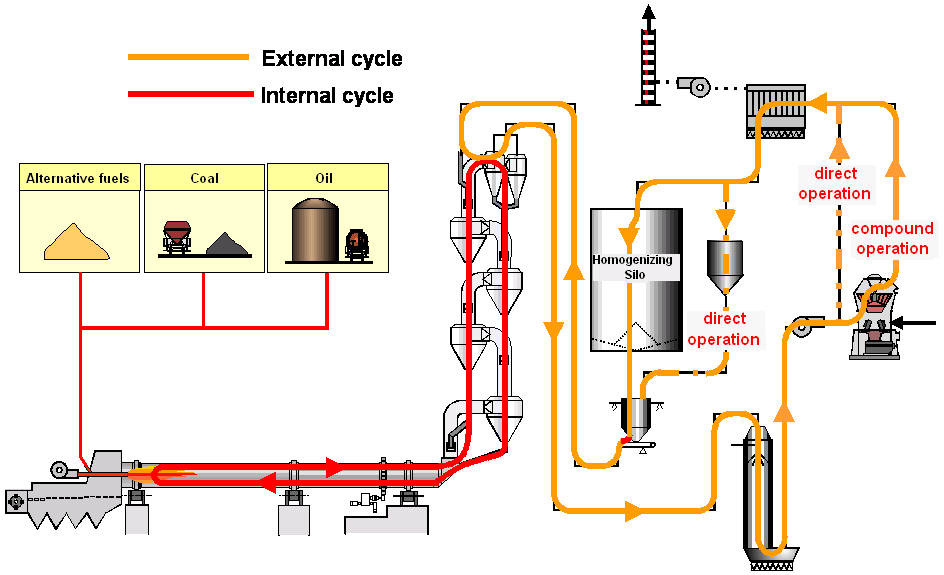 External cycle
Internal cycle
Alternative fuels
Coal
Oil
direct
operation
compound
operation
Homogenizing
Silo
direct
operation